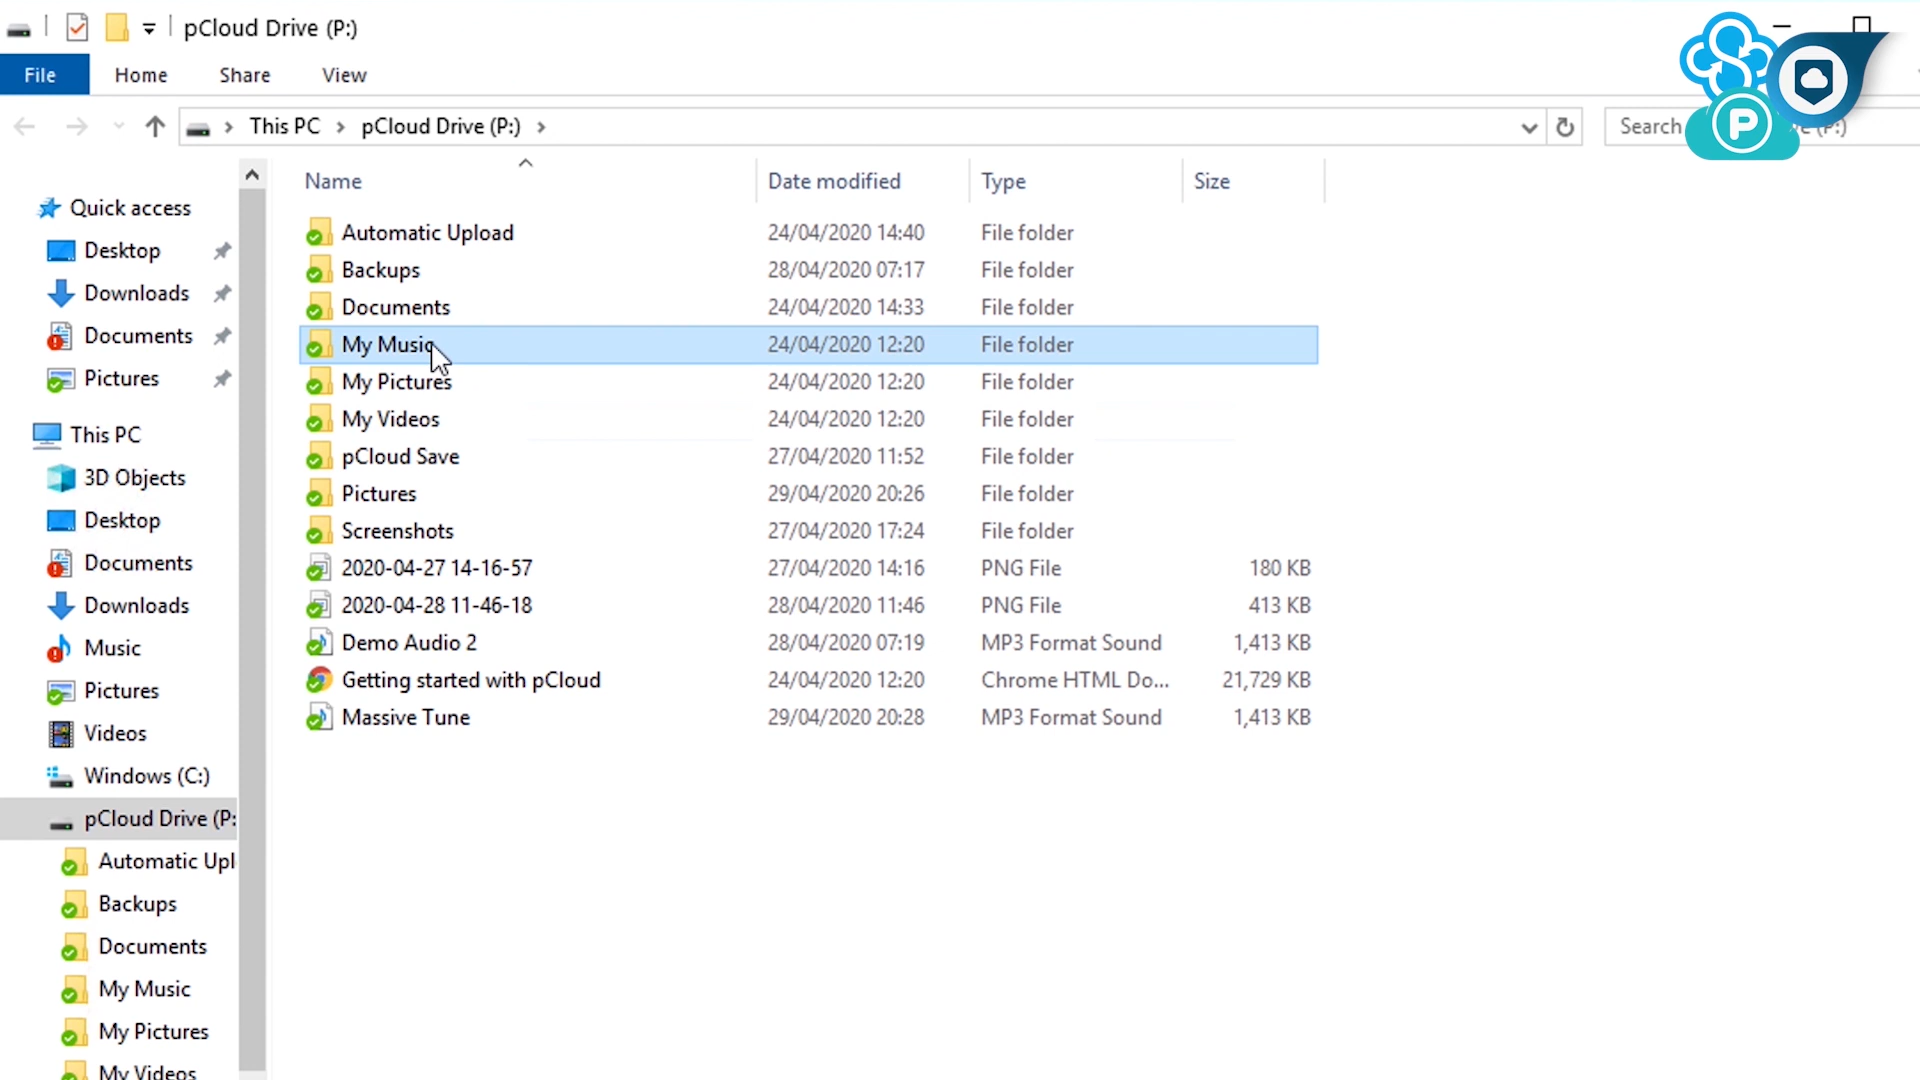 pCloud Drive (P:)
File Home Share View
This PC pCloud Drive (P:)
Search
P
Name Date modified Type Size
Quick access
Desktop
Downloads
Documents
Pictures
This PC
3D Objects
Desktop
Documents
Downloads
Music
Pictures
Videos
Windows (C:)
pCloud Drive (P:
Automatic Upl
Backups
Documents
My Music
My Pictures
My Videos
Automatic Upload 24/04/2020 14:40 File folder
Backups 28/04/2020 07:17 File folder
Documents 24/04/2020 14:33 File folder
My Music 24/04/2020 12:20 File folder
My Pictures 24/04/2020 12:20 File folder
My Videos 24/04/2020 12:20 File folder
pCloud Save 27/04/2020 11:52 File folder
Pictures 29/04/2020 20:26 File folder
Screenshots 27/04/2020 17:24 File folder
2020-04-27 14-16-57 27/04/2020 14:16 PNG File 180 KB
2020-04-28 11-46-18 28/04/2020 11:46 PNG File 413 KB
Demo Audio 2 28/04/2020 07:19 MP3 Format Sound 1,413 KB
Getting started with pCloud 24/04/2020 12:20 Chrome HTML Do... 21,729 KB
Massive Tune 29/04/2020 20:28 MP3 Format Sound 1,413 KB